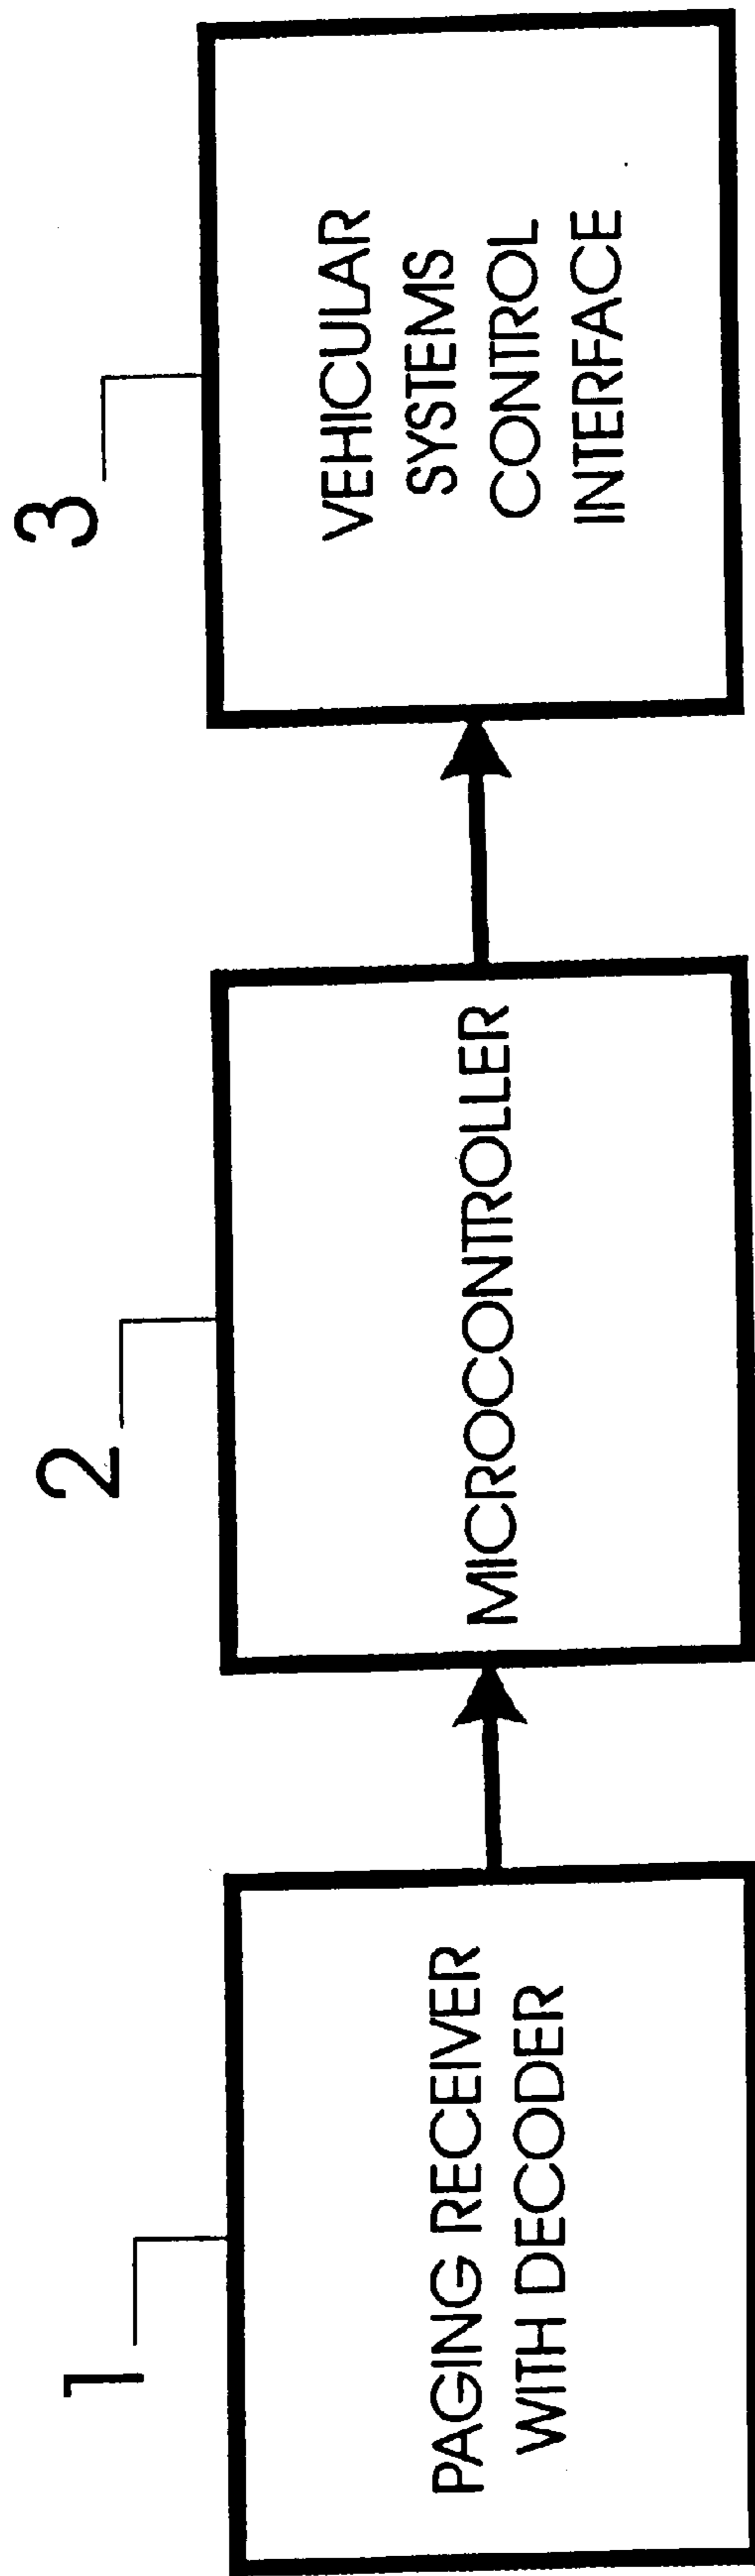 1
PAGING RECEIVER
WITH DECODER
2
MICROCONTROLLER
3
VEHICULAR
SYSTEMS
CONTROL
INTERFACE